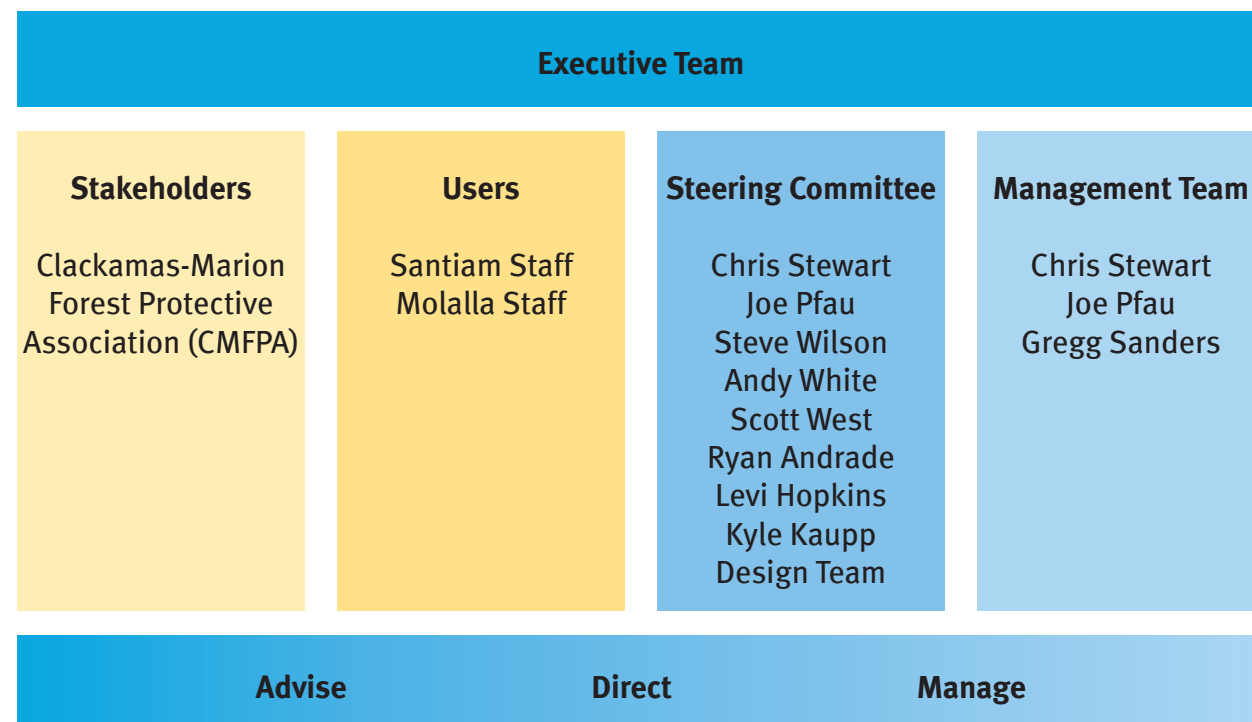 Executive Team
Stakeholders
Clackamas-Marion
Forest Protective
Association (CMFPA)
Users
Santiam Staff
Molalla Staff
Steering Committee
Chris Stewart
Joe Pfau
Steve Wilson
Andy White
Scott West
Ryan Andrade
Levi Hopkins
Kyle Kaupp
Design Team
Management Team
Chris Stewart
Joe Pfau
Gregg Sanders
Advise Direct Manage